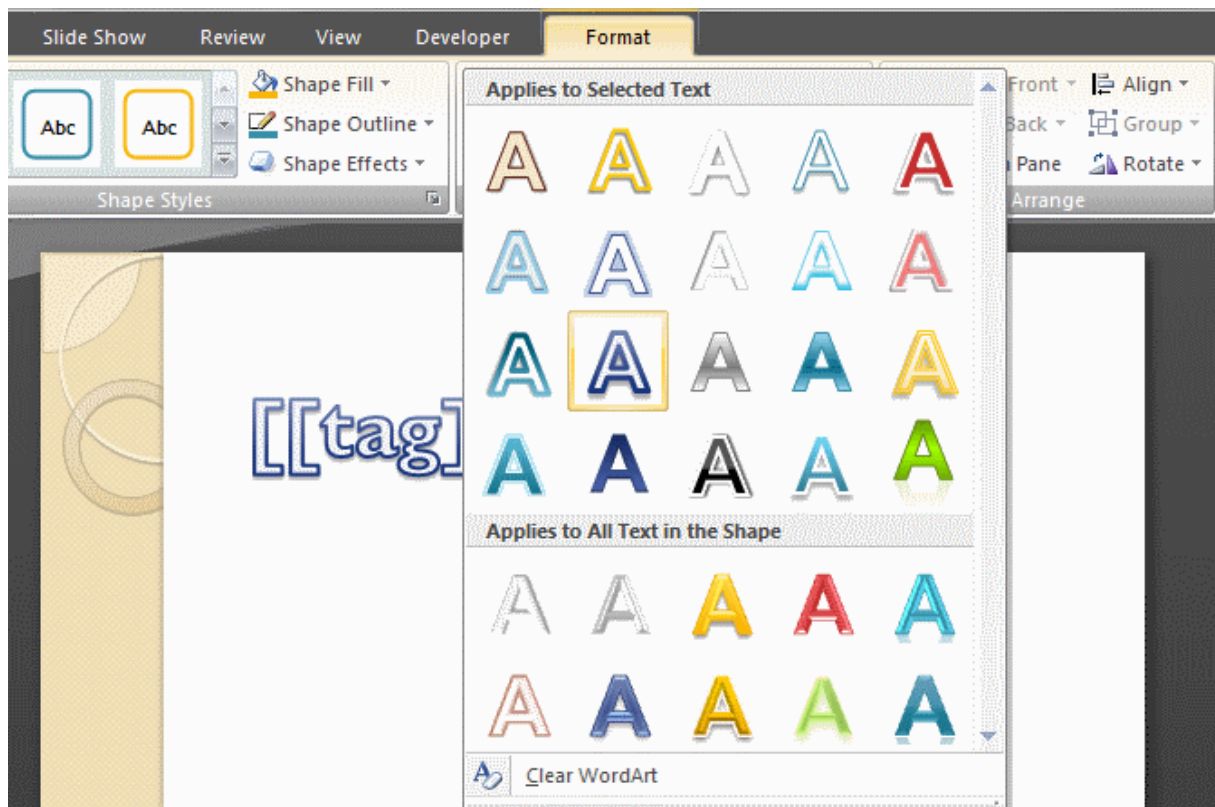 Slide Show Review View Developer Format
Abc Abc
Shape Fill
Shape Outline
Shape Effects
Shape Styles
Applies to Selected Text
A A A A A
A A A A A
A A A A A
A A A A A
Applies to All Text in the Shape
A A A A A
A A A A A
Clear WordArt
Front Align
Back Group
Pane Rotate
Arrange
[[tag]